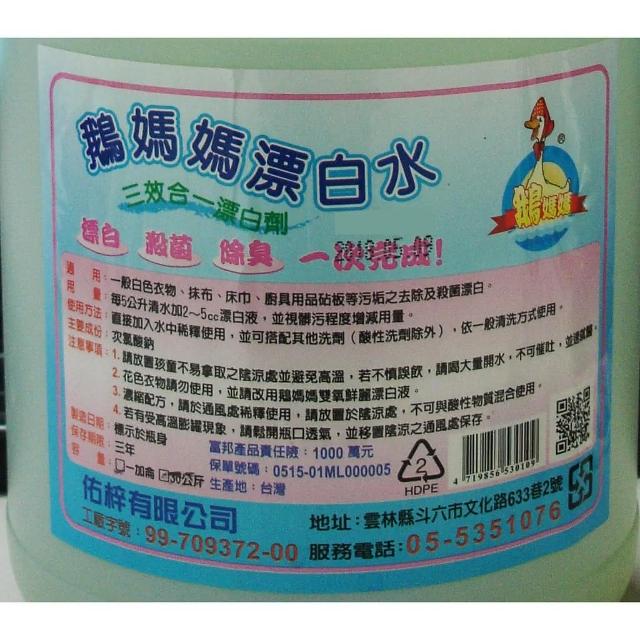 鵝媽媽漂白水
®
鵝媽媽
三效合一漂白劑
漂白 殺菌 除臭 一次完成!
適用：一般白色衣物、抹布、床巾、廚具用品砧板等污垢之去除及殺菌漂白。
用量：每5公升清水加2～5cc漂白液，並視髒污程度增減用量。
使用方法：直接加入水中稀釋使用，並可搭配其他洗劑（酸性洗劑除外），依一般清洗方式使用。
主要成份：次氯酸鈉
注意事項：1.請放置孩童不易拿取之陰涼處並避免高溫，若不慎誤飲，請喝大量開水，不可催吐，並速就醫。
2.花色衣物請勿使用，並請改用鵝媽媽雙氧鮮麗漂白液。
3.濃縮配方，請於通風處稀釋使用，請放置於陰涼處，不可與酸性物質混合使用。
4.若有受高溫膨罐現象，請鬆開瓶口透氣，並移置陰涼之通風處保存。
製造日期：標示於瓶身
保存期限：三年
容量：一加侖 公斤
富邦產品責任險：1000 萬元
保單號碼：0515-01ML000005
生產地：台灣
2
HDPE
4 719856 530109
佑梓有限公司
工廠字號：99-709372-00
地址：雲林縣斗六市文化路633巷2號
服務電話：05-5351076